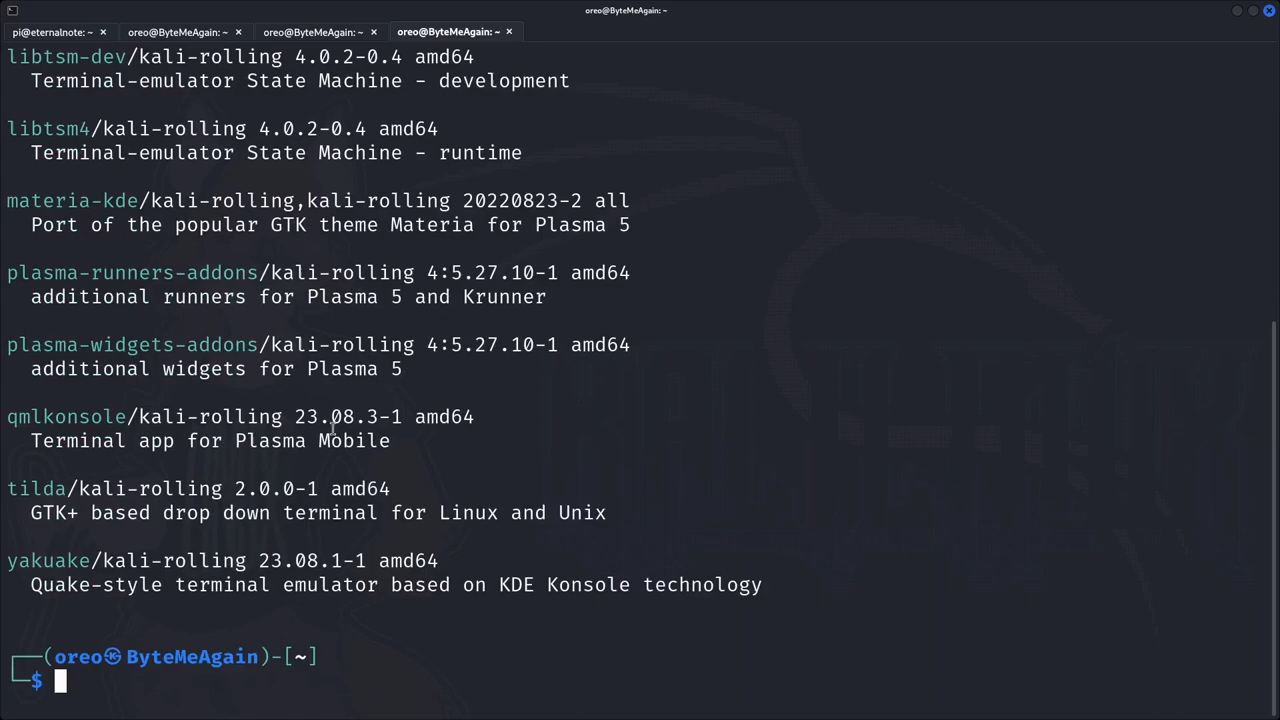 oreo@ByteMeAgain: ~
pi@eternalnote: ~ × oreo@ByteMeAgain: ~ × oreo@ByteMeAgain: ~ × oreo@ByteMeAgain: ~ ×
libtsm-dev/kali-rolling 4.0.2-0.4 amd64
Terminal-emulator State Machine - development
libtsm4/kali-rolling 4.0.2-0.4 amd64
Terminal-emulator State Machine - runtime
materia-kde/kali-rolling,kali-rolling 20220823-2 all
Port of the popular GTK theme Materia for Plasma 5
plasma-runners-addons/kali-rolling 4:5.27.10-1 amd64
additional runners for Plasma 5 and Krunner
plasma-widgets-addons/kali-rolling 4:5.27.10-1 amd64
additional widgets for Plasma 5
qmlkonsole/kali-rolling 23.08.3-1 amd64
Terminal app for Plasma Mobile
tilda/kali-rolling 2.0.0-1 amd64
GTK+ based drop down terminal for Linux and Unix
yakuake/kali-rolling 23.08.1-1 amd64
Quake-style terminal emulator based on KDE Konsole technology
┌──(oreo㉿ByteMeAgain)-[~]
└─$